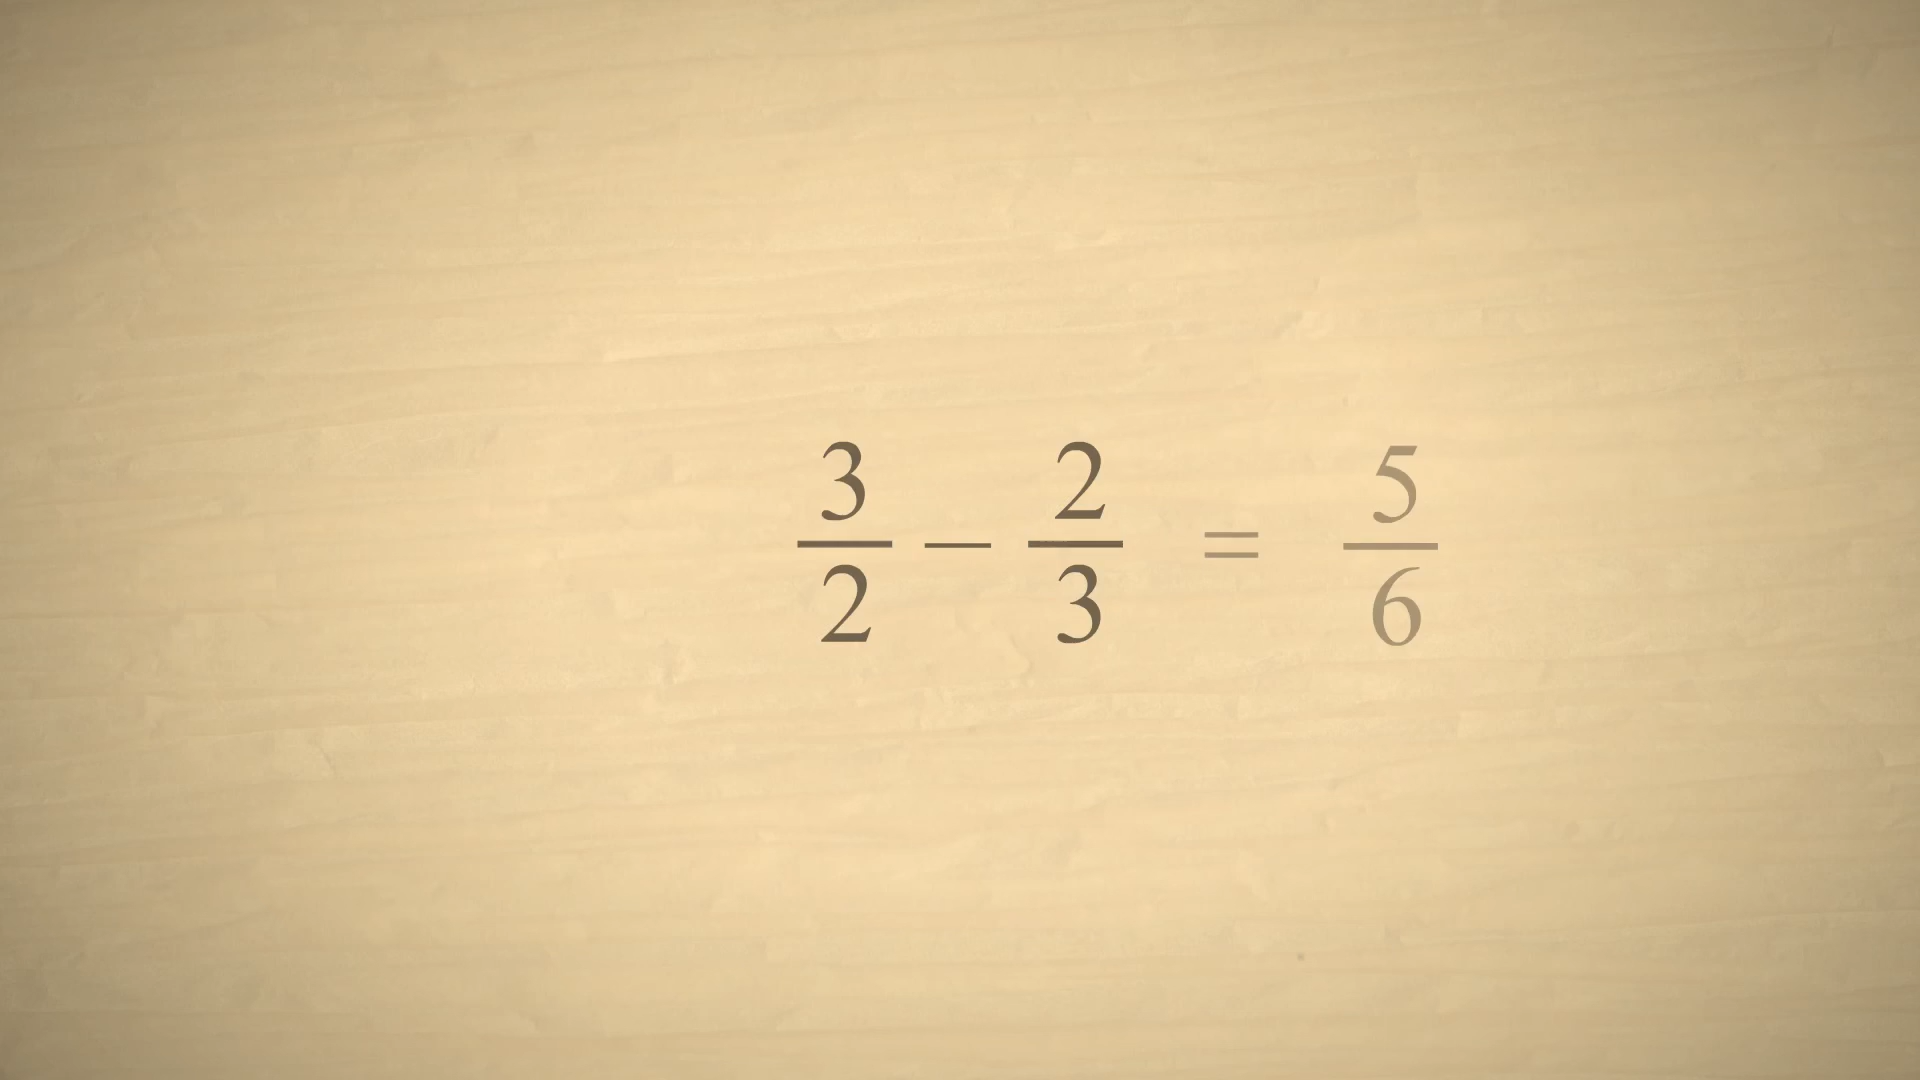 3/2 − 2/3 = 5/6